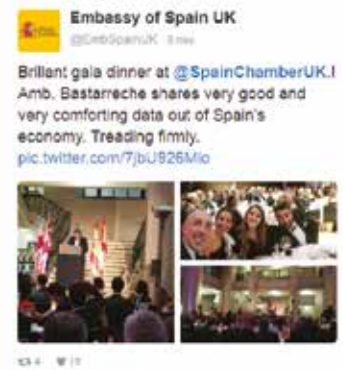 Embassy of Spain UK
@EmbSpainUK
Brillant gala dinner at @SpainChamberUK.I
Amb. Bastarreche shares very good and
very comforting data out of Spain's
economy. Treading firmly.
pic.twitter.com/7jbU926Mio